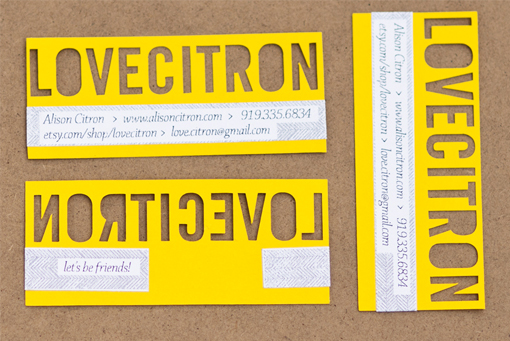 LOVECITRON
Alison Citron > www.alisoncitron.com > 919.335.6834
etsy.com/shop/lovecitron > love.citron@gmail.com
LOVECITRON
let's be friends!
LOVECITRON
Alison Citron > www.alisoncitron.com > 919.335.6834
etsy.com/shop/lovecitron > love.citron@gmail.com